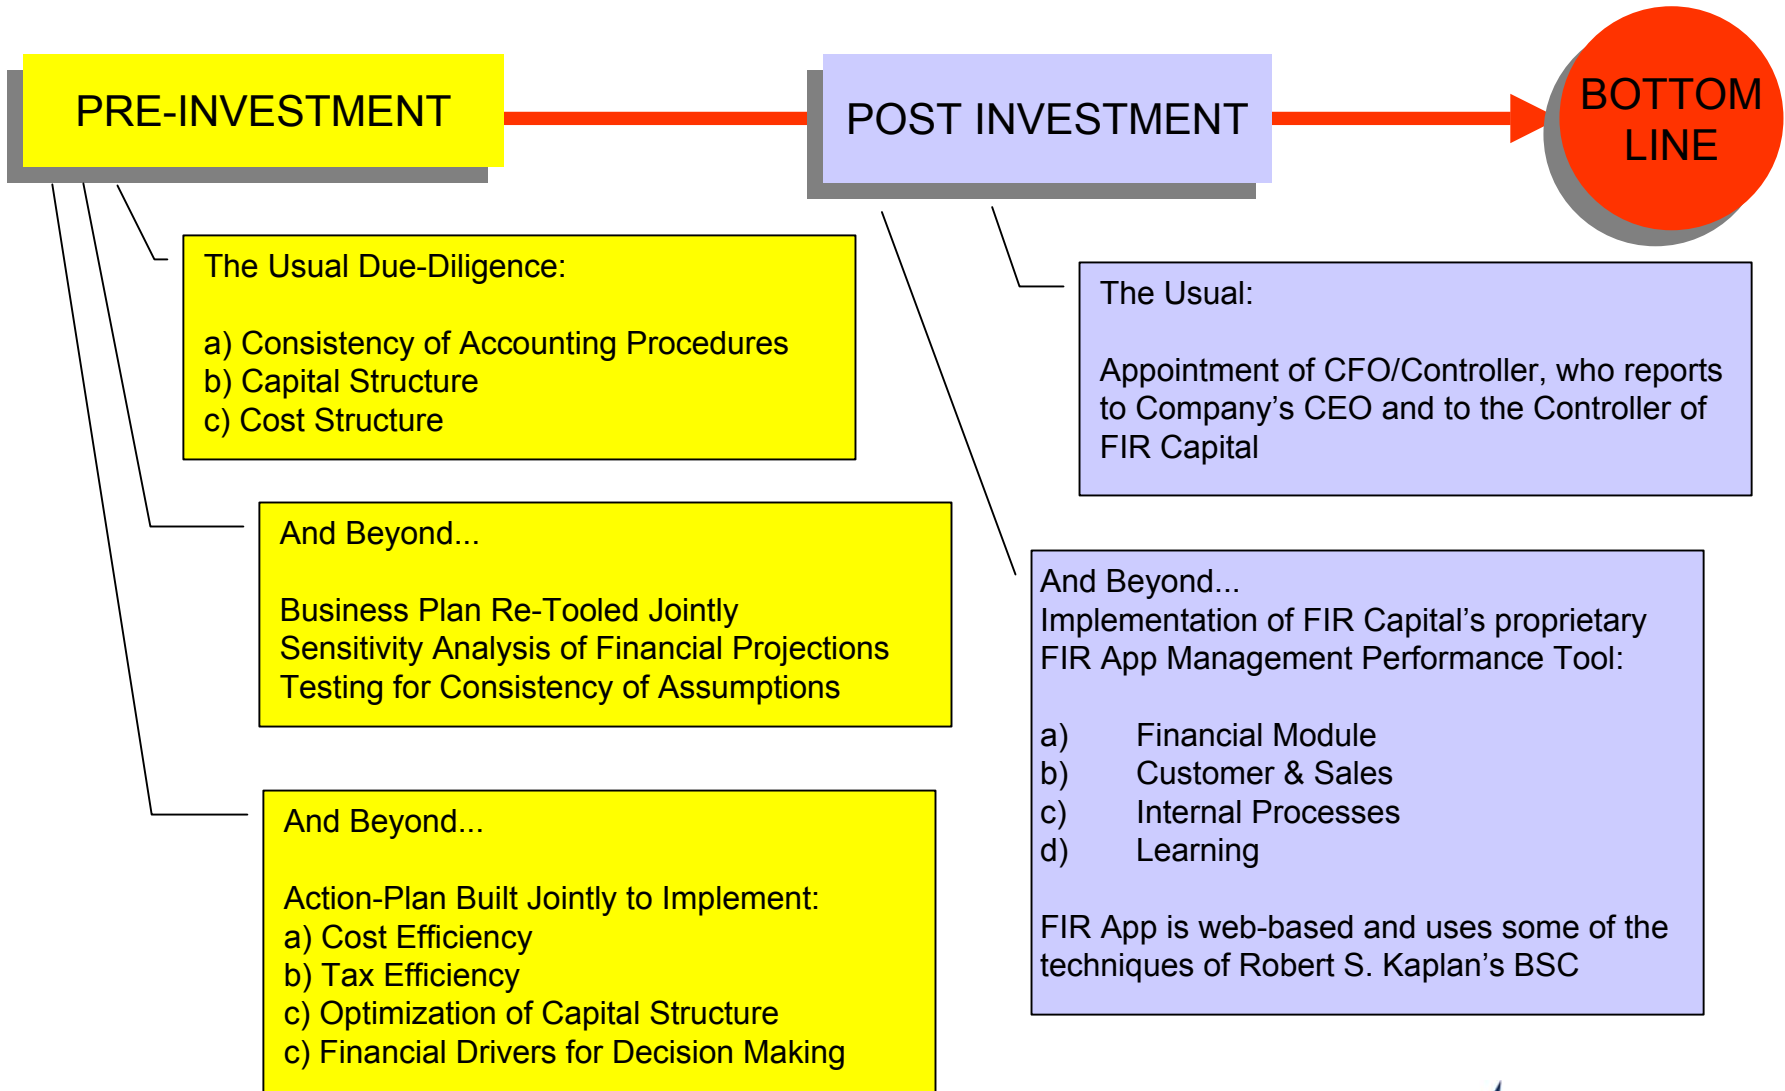 PRE-INVESTMENT
POST INVESTMENT
BOTTOM
LINE
The Usual Due-Diligence:
a) Consistency of Accounting Procedures
b) Capital Structure
c) Cost Structure
And Beyond...
Business Plan Re-Tooled Jointly
Sensitivity Analysis of Financial Projections
Testing for Consistency of Assumptions
And Beyond...
Action-Plan Built Jointly to Implement:
a) Cost Efficiency
b) Tax Efficiency
c) Optimization of Capital Structure
c) Financial Drivers for Decision Making
The Usual:
Appointment of CFO/Controller, who reports
to Company’s CEO and to the Controller of
FIR Capital
And Beyond...
Implementation of FIR Capital’s proprietary
FIR App Management Performance Tool:
a) Financial Module
b) Customer & Sales
c) Internal Processes
d) Learning
FIR App is web-based and uses some of the
techniques of Robert S. Kaplan’s BSC